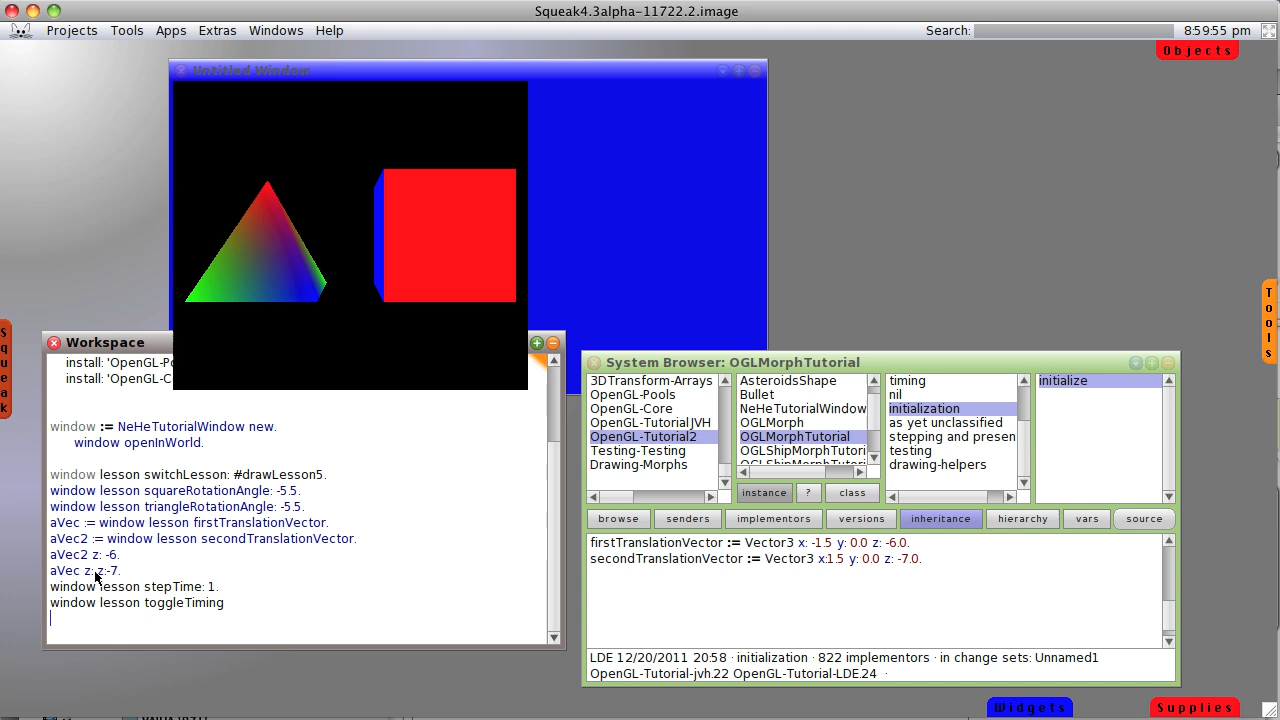 Squeak4.3alpha-11722.2.image
Projects Tools Apps Extras Windows Help
Search:
8:59:55 pm
Objects
Untitled Window
Tools
Squeak
Workspace
install: 'OpenGL-Po
install: 'OpenGL-C
window := NeHeTutorialWindow new.
window openInWorld.
window lesson switchLesson: #drawLesson5.
window lesson squareRotationAngle: -5.5.
window lesson triangleRotationAngle: -5.5.
aVec := window lesson firstTranslationVector.
aVec2 := window lesson secondTranslationVector.
aVec2 z: -6.
aVec z: z:-7.
window lesson stepTime: 1.
window lesson toggleTiming
System Browser: OGLMorphTutorial
3DTransform-Arrays
OpenGL-Pools
OpenGL-Core
OpenGL-TutorialJVH
OpenGL-Tutorial2
Testing-Testing
Drawing-Morphs
AsteroidsShape
Bullet
NeHeTutorialWindow
OGLMorph
OGLMorphTutorial
OGLShipMorphTutori
OGLShipMorphTutori
instance ? class
timing
nil
initialization
as yet unclassified
stepping and presen
testing
drawing-helpers
initialize
browse senders implementors versions inheritance hierarchy vars source
firstTranslationVector := Vector3 x: -1.5 y: 0.0 z: -6.0.
secondTranslationVector := Vector3 x:1.5 y: 0.0 z: -7.0.
LDE 12/20/2011 20:58 · initialization · 822 implementors · in change sets: Unnamed1
OpenGL-Tutorial-jvh.22 OpenGL-Tutorial-LDE.24 ·
Widgets
Supplies